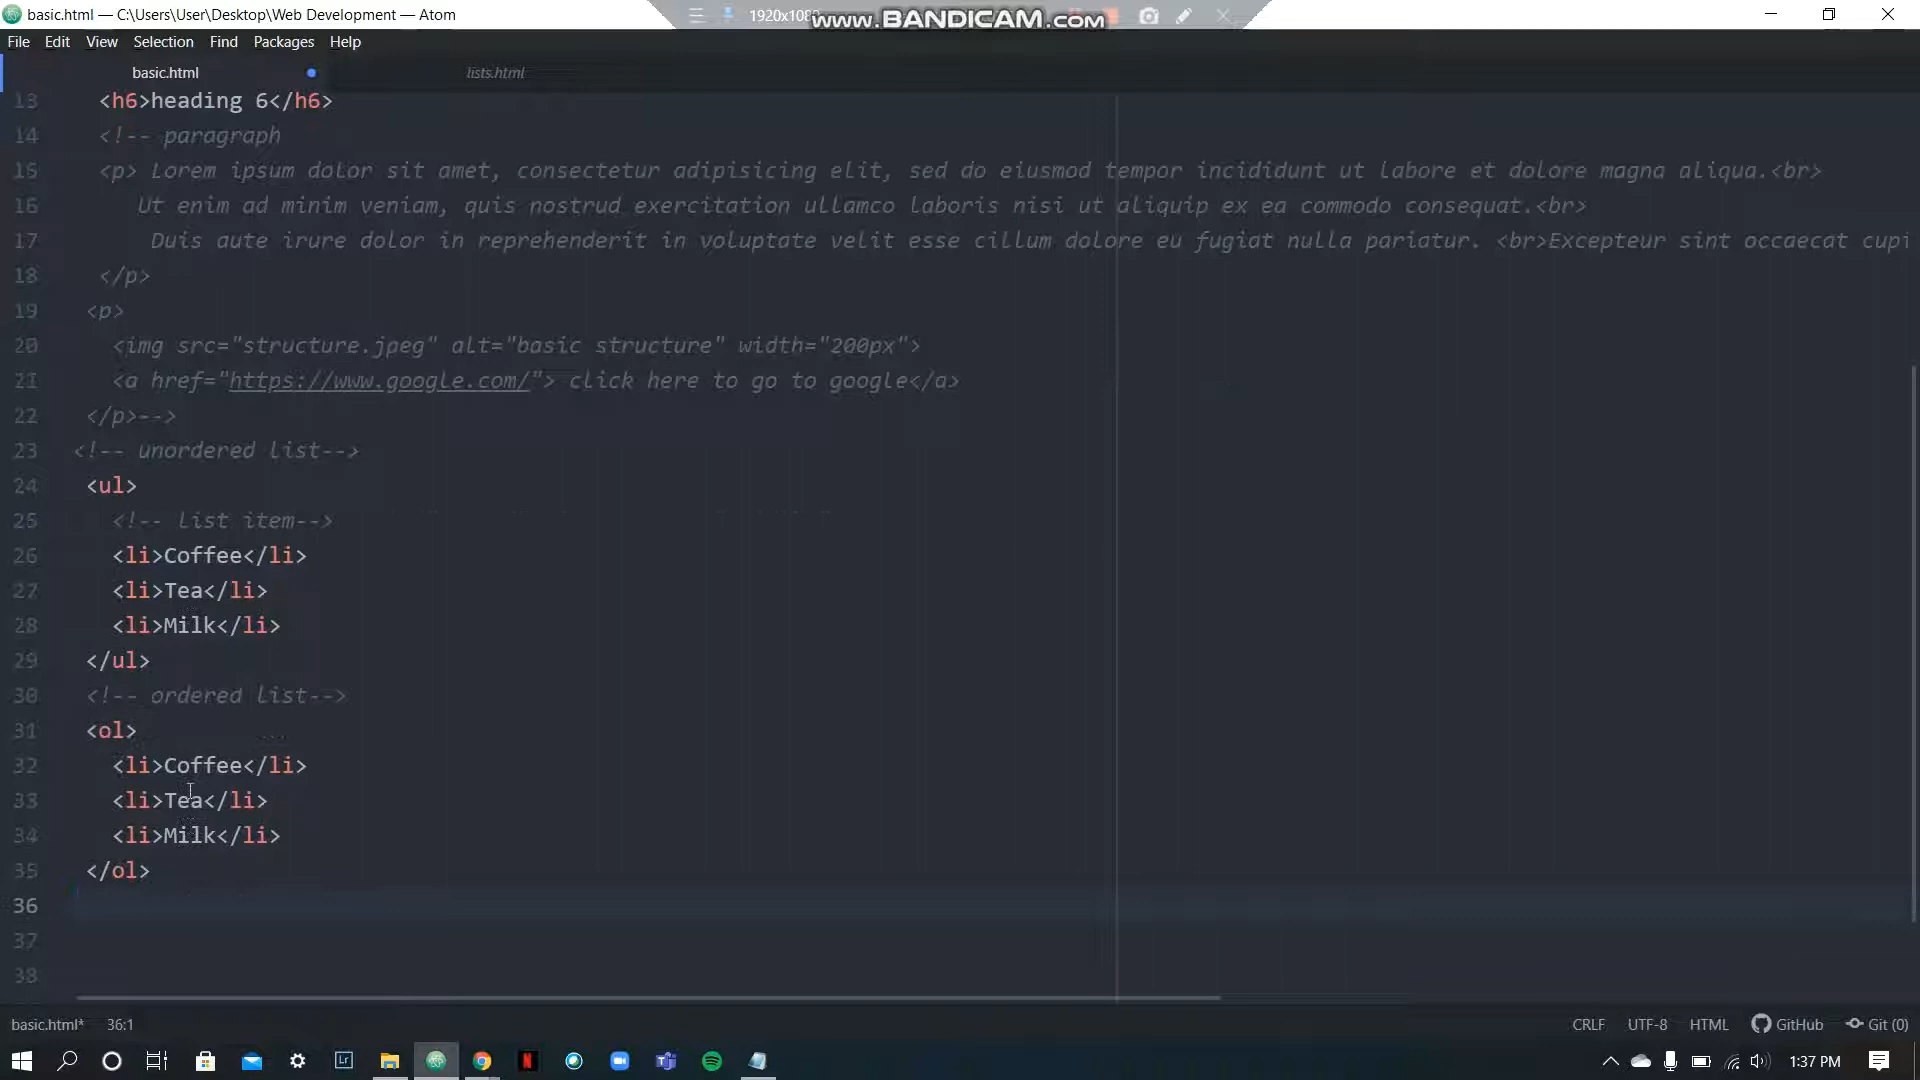 basic.html — C:\Users\User\Desktop\Web Development — Atom
1920x108
www.BANDICAM.com
File Edit View Selection Find Packages Help
basic.html
lists.html
13 <h6>heading 6</h6>
14 <!-- paragraph
15 <p> Lorem ipsum dolor sit amet, consectetur adipisicing elit, sed do eiusmod tempor incididunt ut labore et dolore magna aliqua.<br>
16 Ut enim ad minim veniam, quis nostrud exercitation ullamco laboris nisi ut aliquip ex ea commodo consequat.<br>
17 Duis aute irure dolor in reprehenderit in voluptate velit esse cillum dolore eu fugiat nulla pariatur. <br>Excepteur sint occaecat cupi
18 </p>
19 <p>
20 <img src="structure.jpeg" alt="basic structure" width="200px">
21 <a href="https://www.google.com/"> click here to go to google</a>
22 </p>-->
23 <!-- unordered list-->
24 <ul>
25 <!-- List item-->
26 <li>Coffee</li>
27 <li>Tea</li>
28 <li>Milk</li>
29 </ul>
30 <!-- ordered list-->
31 <ol>
32 <li>Coffee</li>
33 <li>Tea</li>
34 <li>Milk</li>
35 </ol>
36
37
38
basic.html* 36:1 CRLF UTF-8 HTML GitHub Git (0)
Lr 1:37 PM